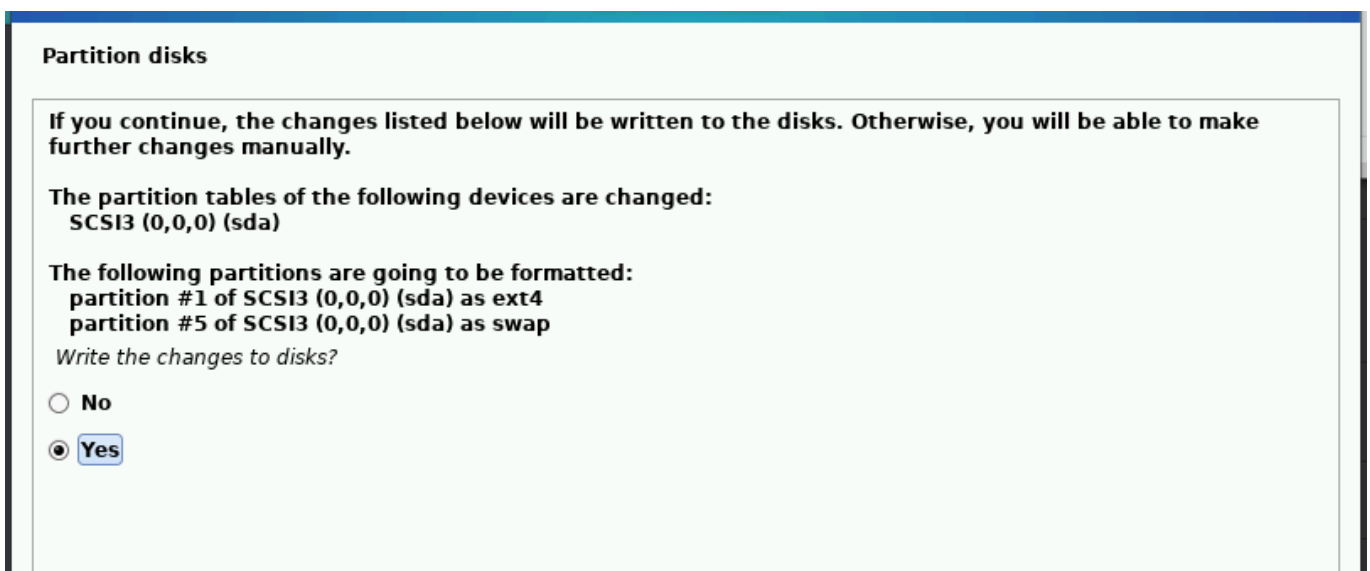 Partition disks
If you continue, the changes listed below will be written to the disks. Otherwise, you will be able to make
further changes manually.
The partition tables of the following devices are changed:
SCSI3 (0,0,0) (sda)
The following partitions are going to be formatted:
partition #1 of SCSI3 (0,0,0) (sda) as ext4
partition #5 of SCSI3 (0,0,0) (sda) as swap
Write the changes to disks?
No
Yes